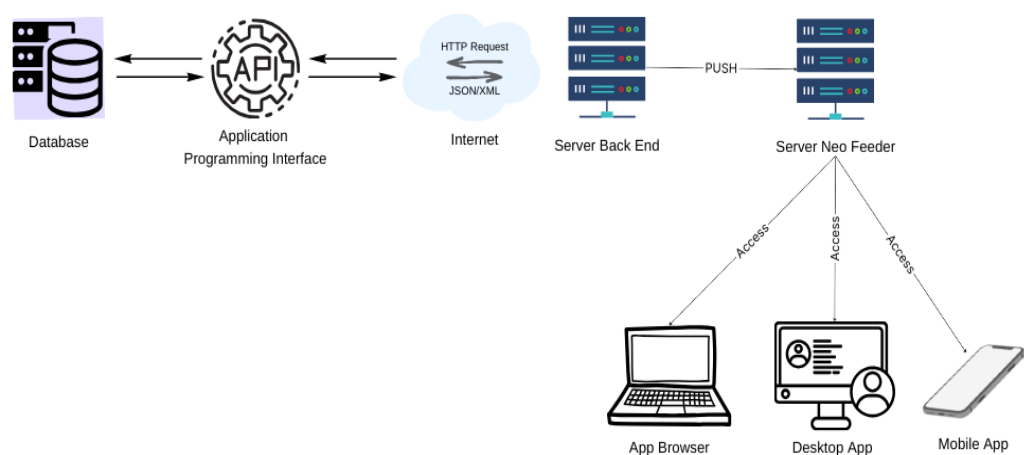 API
HTTP Request
JSON/XML
PUSH
Database
Application
Programming Interface
Internet
Server Back End
Server Neo Feeder
Access
Access
Access
App Browser
Desktop App
Mobile App